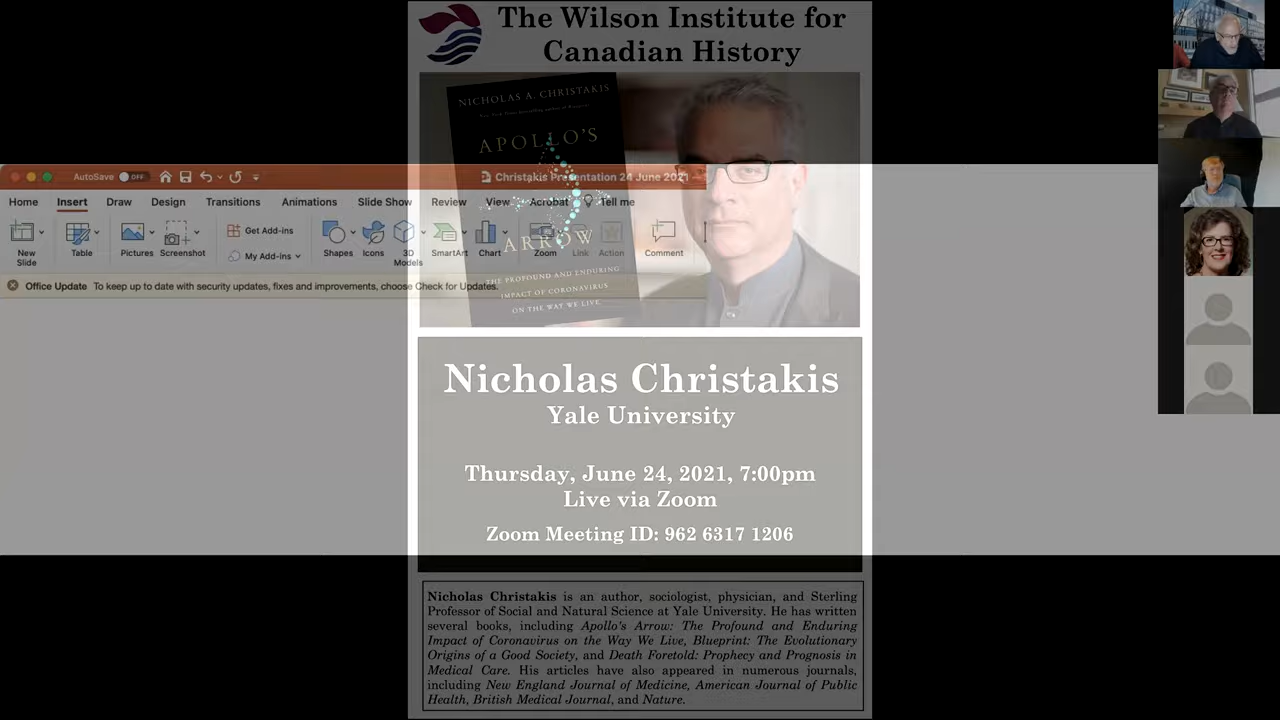 The Wilson Institute for
Canadian History
NICHOLAS A. CHRISTAKIS
APOLLO'S
ARROW
THE PROFOUND AND ENDURING
IMPACT OF CORONAVIRUS
ON THE WAY WE LIVE
AutoSave OFF
Christakis Presentation 24 June 2021
Home Insert Draw Design Transitions Animations Slide Show Review View Acrobat Tell me
New Slide
Table
Pictures
Screenshot
Get Add-ins
My Add-ins
Shapes
Icons
3D Models
SmartArt
Chart
Zoom
Link
Action
Comment
Office Update To keep up to date with security updates, fixes and improvements, choose Check for Updates.
Nicholas Christakis
Yale University
Thursday, June 24, 2021, 7:00pm
Live via Zoom
Zoom Meeting ID: 962 6317 1206
Nicholas Christakis is an author, sociologist, physician, and Sterling
Professor of Social and Natural Science at Yale University. He has written
several books, including Apollo's Arrow: The Profound and Enduring
Impact of Coronavirus on the Way We Live, Blueprint: The Evolutionary
Origins of a Good Society, and Death Foretold: Prophecy and Prognosis in
Medical Care. His articles have also appeared in numerous journals,
including New England Journal of Medicine, American Journal of Public
Health, British Medical Journal, and Nature.